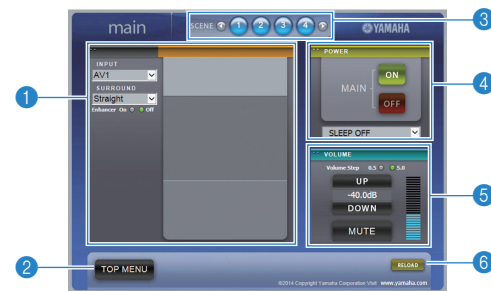 main
SCENE 1 2 3 4
YAMAHA
3
1
INPUT
AV1
SURROUND
Straight
Enhancer On Off
POWER
MAIN
ON
OFF
SLEEP OFF
4
VOLUME
Volume Step 0.5 5.0
UP
-40.0dB
DOWN
MUTE
5
2
TOP MENU
RELOAD
6
©2014 Copyright Yamaha Corporation Visit www.yamaha.com